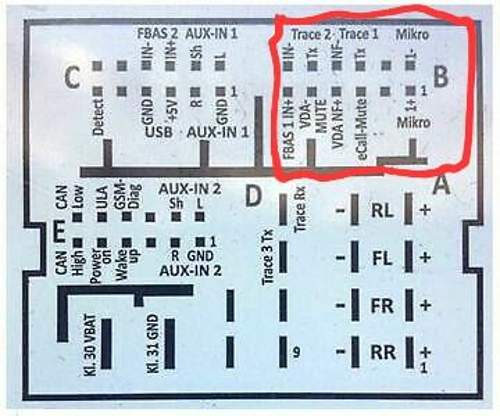 FBAS 2 AUX-IN 1 Trace 2 Trace 1 Mikro
IN- IN+ Sh L IN- Tx NF- Tx 1-
C B
Detect GND +5V R 1 FBAS 1 IN+ VDA-MUTE VDA NF+ eCall-Mute 1+ 1
USB AUX-IN 1 Mikro
A
D
CAN Low ULA GSM-Diag AUX-IN 2
Sh L
E
CAN High Power on Wake up R GND 1
AUX-IN 2
Trace 3 Tx Trace Rx
- RL +
- FL +
- FR +
Kl. 30 VBAT Kl. 31 GND 9 - RR +
1